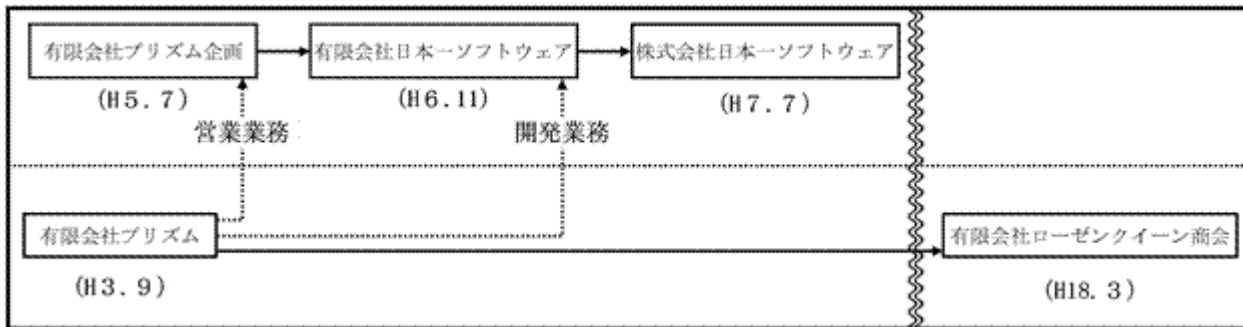 有限会社プリズム企画
有限会社日本一ソフトウェア
株式会社日本一ソフトウェア
(H5.7)
(H6.11)
(H7.7)
営業業務
開発業務
有限会社プリズム
有限会社ローゼンクイーン商会
(H3.9)
(H18.3)